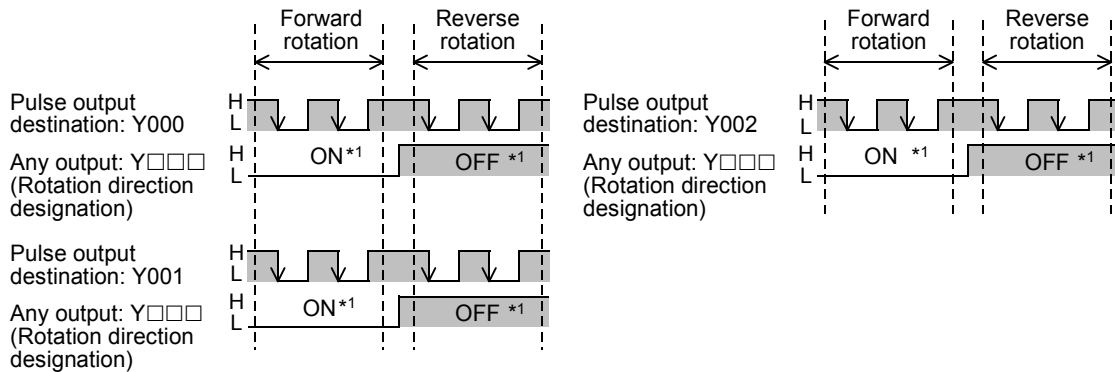 Forward rotation
Reverse rotation
Pulse output
destination: Y000
H
L
Any output: Y□□□
(Rotation direction
designation)
H
L
ON*1
OFF *1
Pulse output
destination: Y001
H
L
Any output: Y□□□
(Rotation direction
designation)
H
L
ON*1
OFF *1
Forward rotation
Reverse rotation
Pulse output
destination: Y002
H
L
Any output: Y□□□
(Rotation direction
designation)
H
L
ON *1
OFF *1